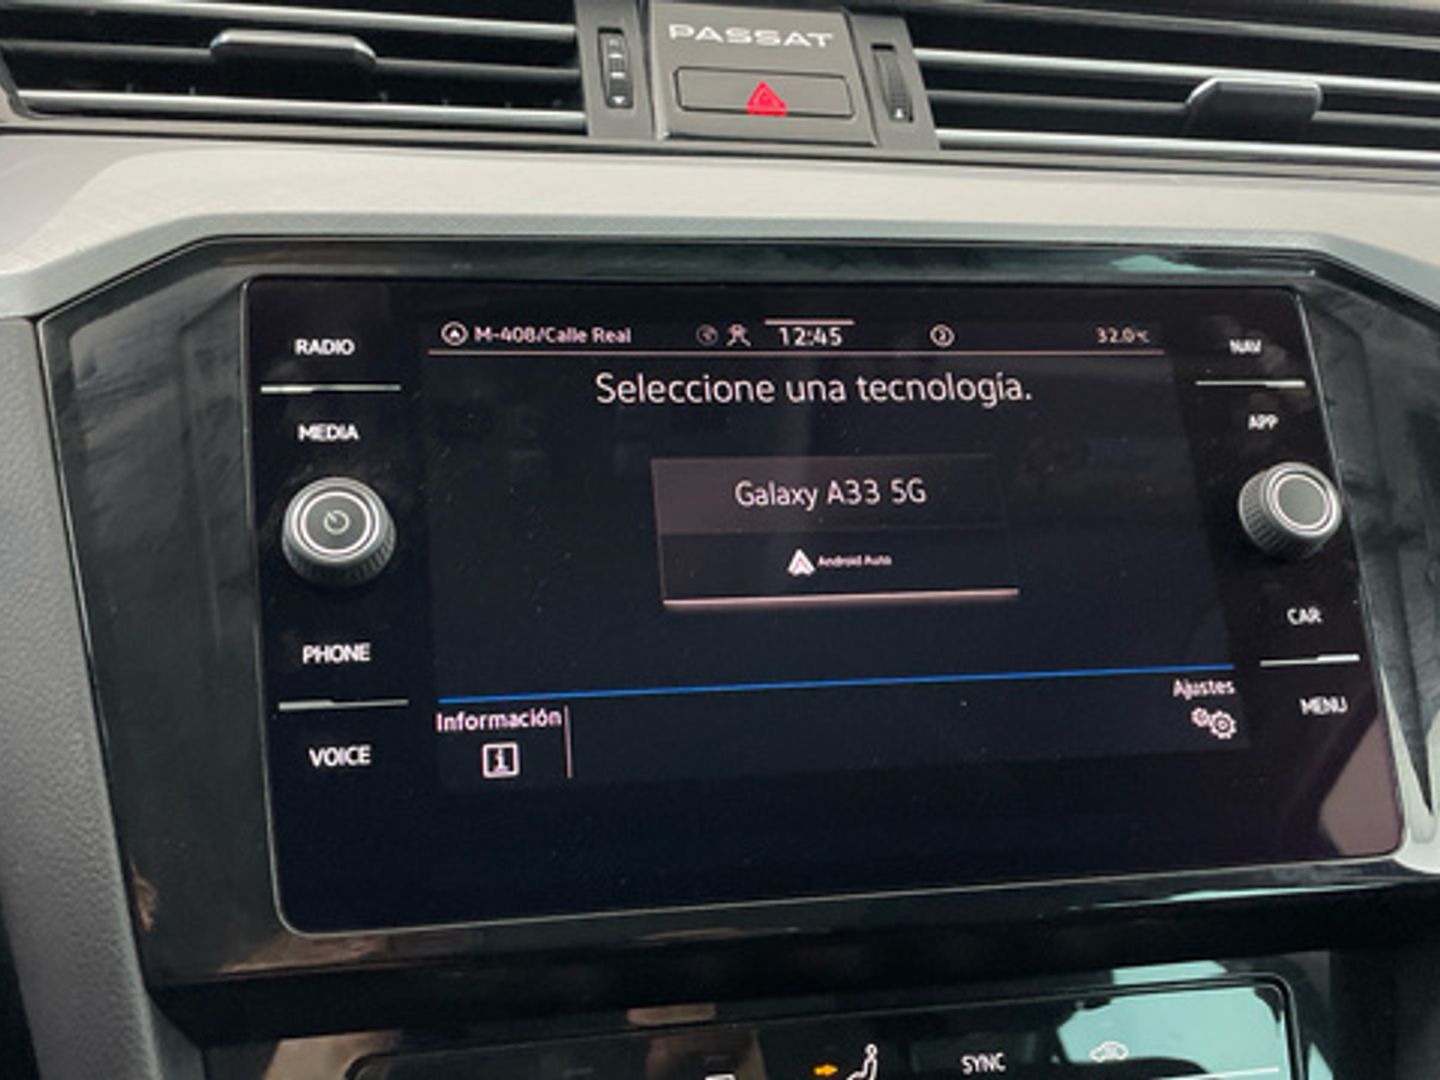 PASSAT
RADIO
MEDIA
PHONE
VOICE
M-408/Calle Real
12:45
2
32.0°C
Seleccione una tecnología.
Galaxy A33 5G
Android Auto
Información
Ajustes
NAV
APP
CAR
MENU
SYNC